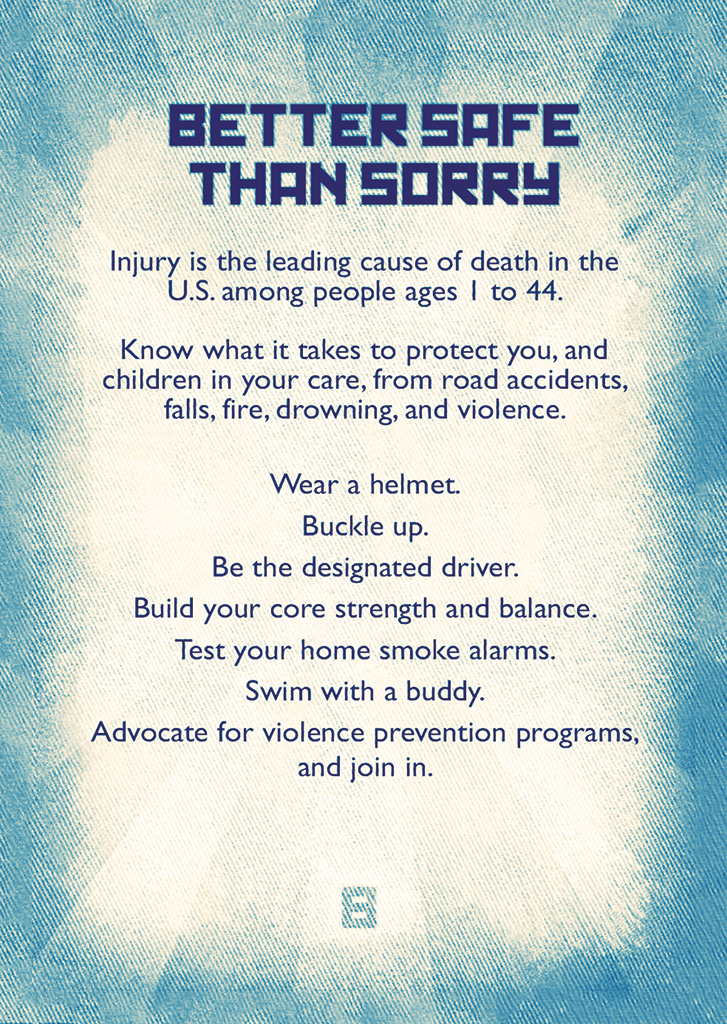 BETTER SAFE
THAN SORRY
Injury is the leading cause of death in the
U.S. among people ages 1 to 44.
Know what it takes to protect you, and
children in your care, from road accidents,
falls, fire, drowning, and violence.
Wear a helmet.
Buckle up.
Be the designated driver.
Build your core strength and balance.
Test your home smoke alarms.
Swim with a buddy.
Advocate for violence prevention programs,
and join in.
8